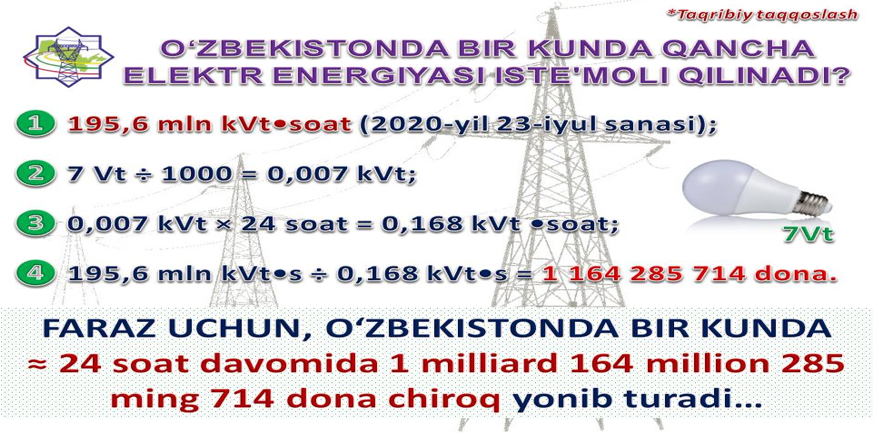 *Taqribiy taqqoslash
O‘ZBEKISTONDA BIR KUNDA QANCHA
ELEKTR ENERGIYASI ISTE'MOLI QILINADI?
1 195,6 mln kVt•soat (2020-yil 23-iyul sanasi);
2 7 Vt ÷ 1000 = 0,007 kVt;
3 0,007 kVt × 24 soat = 0,168 kVt •soat;
7Vt
4 195,6 mln kVt•s ÷ 0,168 kVt•s = 1 164 285 714 dona.
FARAZ UCHUN, O‘ZBEKISTONDA BIR KUNDA
≈ 24 soat davomida 1 milliard 164 million 285
ming 714 dona chiroq yonib turadi...